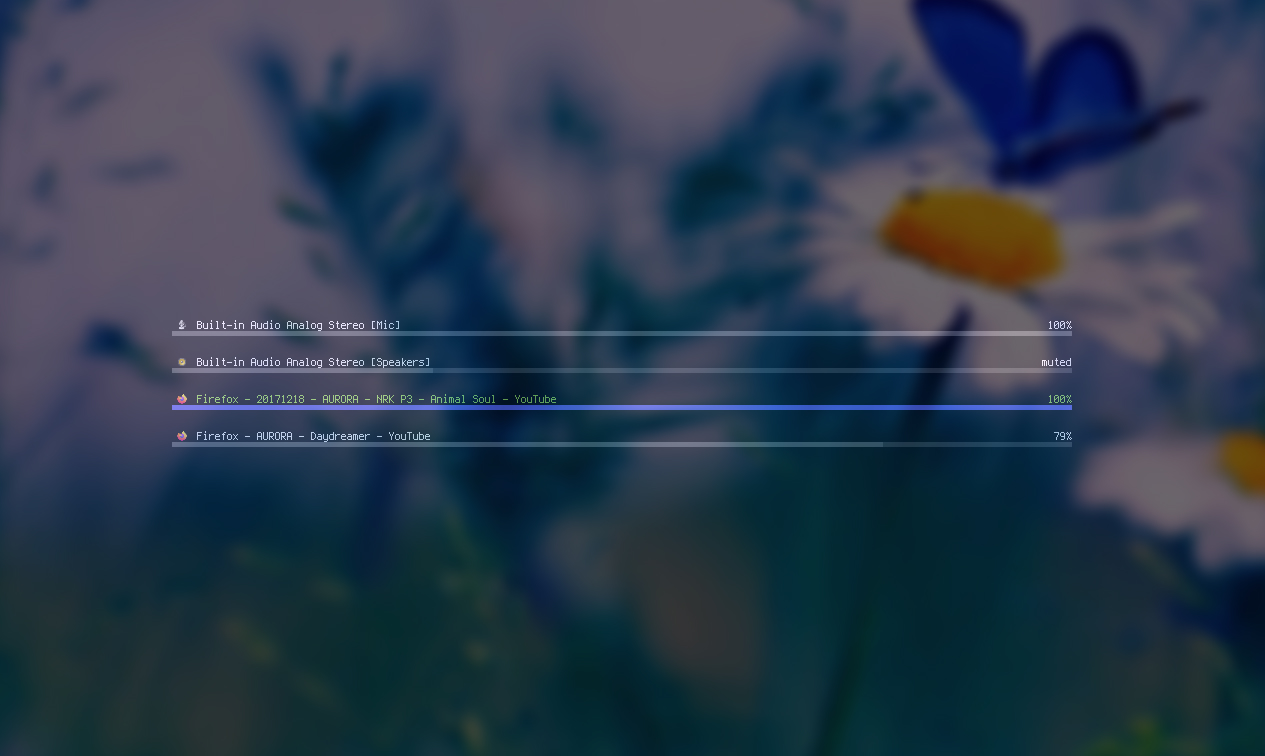 Built-in Audio Analog Stereo [Mic] 100%
Built-in Audio Analog Stereo [Speakers] muted
Firefox - 20171218 - AURORA - NRK P3 - Animal Soul - YouTube 100%
Firefox - AURORA - Daydreamer - YouTube 79%